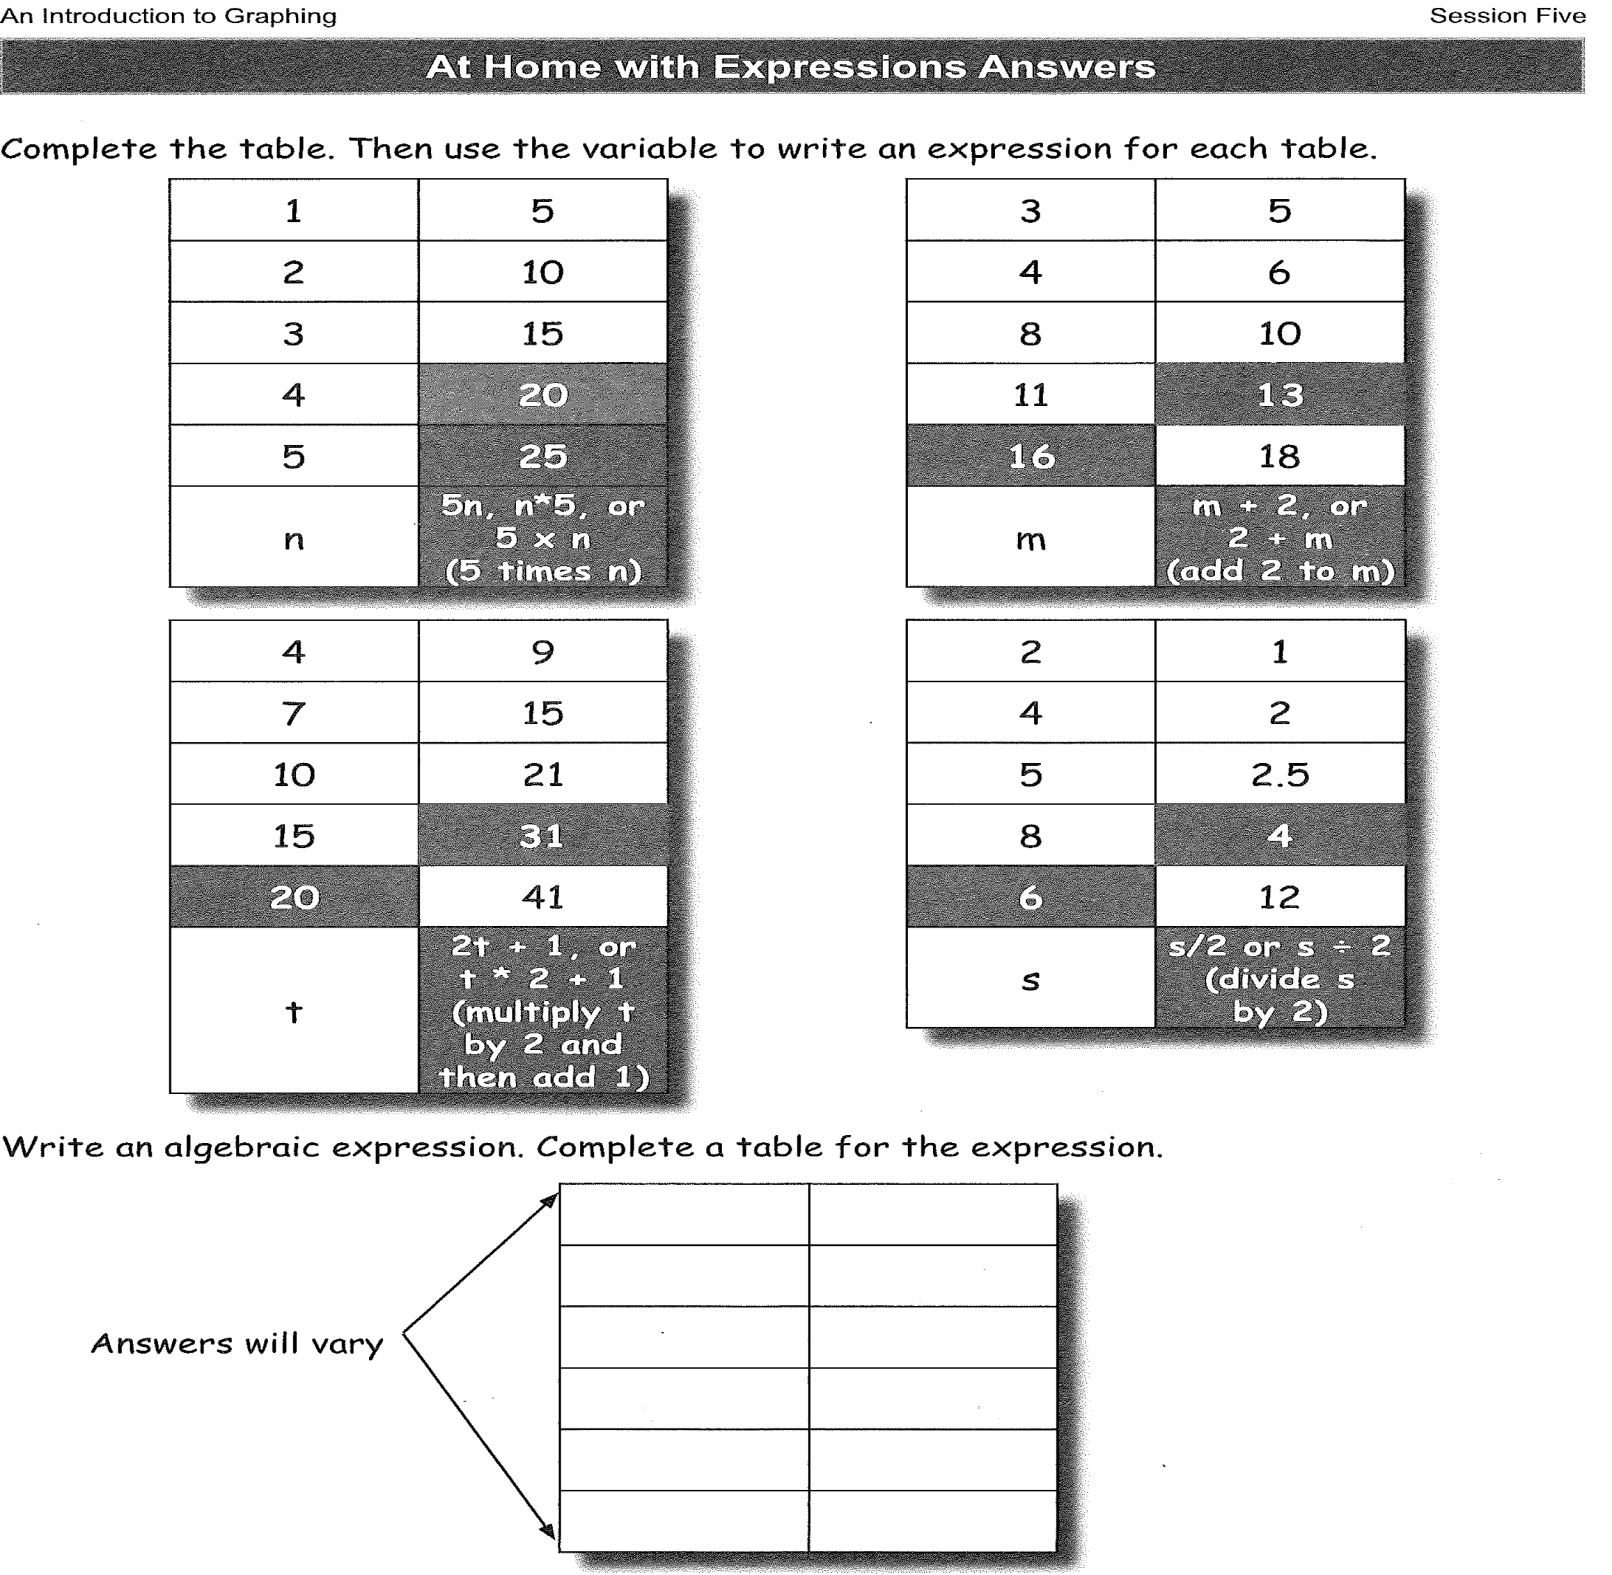 An Introduction to Graphing
Session Five
At Home with Expressions Answers
Complete the table. Then use the variable to write an expression for each table.
1 5
2 10
3 15
4 20
5 25
n
5n, n*5, or
5 x n
(5 times n)
3 5
4 6
8 10
11 13
16 18
m
m + 2, or
2 + m
(add 2 to m)
4 9
7 15
10 21
15 31
20 41
t
2t + 1, or
t * 2 + 1
(multiply t
by 2 and
then add 1)
2 1
4 2
5 2.5
8 4
6 12
s
s/2 or s ÷ 2
(divide s
by 2)
Write an algebraic expression. Complete a table for the expression.
Answers will vary